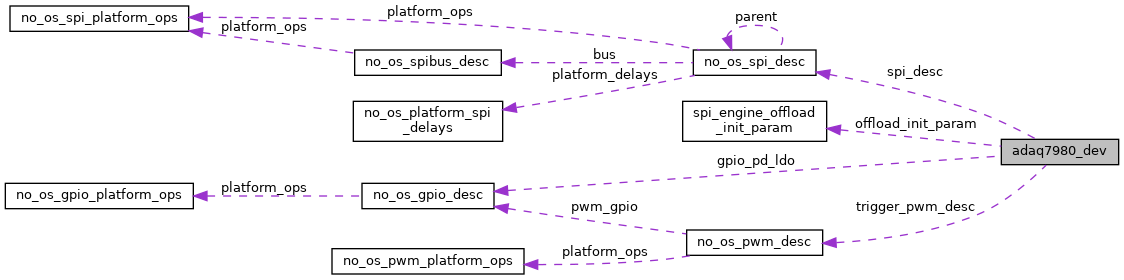 no_os_spi_platform_ops
platform_ops
platform_ops
parent
no_os_spibus_desc
bus
no_os_spi_desc
platform_delays
spi_desc
no_os_platform_spi
_delays
spi_engine_offload
_init_param
offload_init_param
adaq7980_dev
gpio_pd_ldo
no_os_gpio_platform_ops
platform_ops
no_os_gpio_desc
pwm_gpio
trigger_pwm_desc
no_os_pwm_desc
platform_ops
no_os_pwm_platform_ops